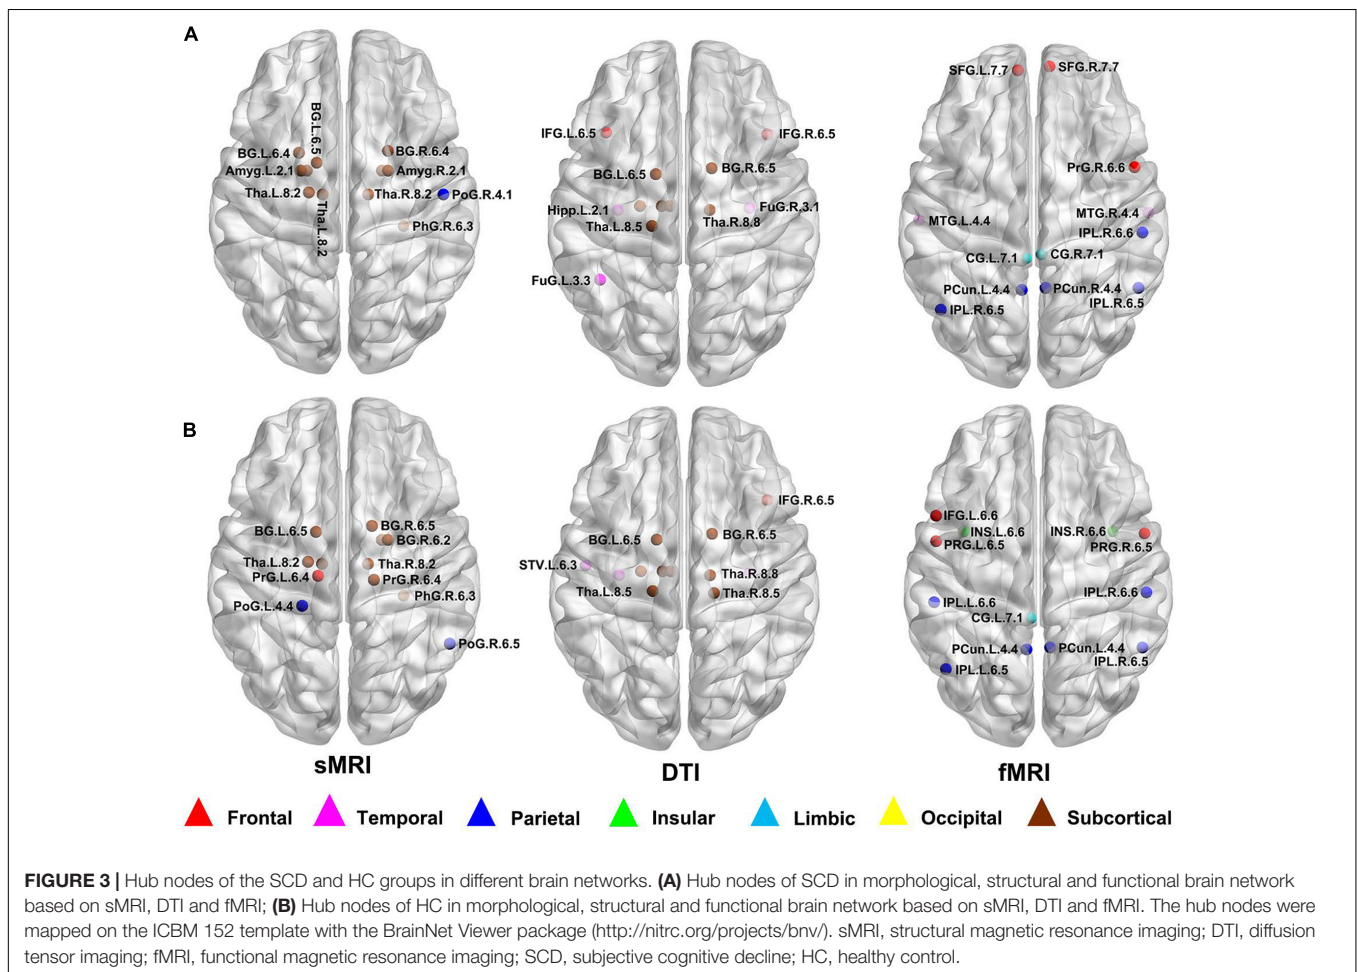 A
BG.L.6.5
BG.L.6.4
BG.R.6.4
Amyg.L.2.1
Amyg.R.2.1
Tha.L.8.2
Tha.L.8.2
Tha.R.8.2
PoG.R.4.1
PhG.R.6.3
IFG.L.6.5
IFG.R.6.5
BG.L.6.5
BG.R.6.5
Hipp.L.2.1
FuG.R.3.1
Tha.L.8.5
Tha.R.8.8
FuG.L.3.3
SFG.L.7.7
SFG.R.7.7
PrG.R.6.6
MTG.L.4.4
MTG.R.4.4
IPL.R.6.6
CG.L.7.1
CG.R.7.1
PCun.L.4.4
PCun.R.4.4
IPL.R.6.5
IPL.R.6.5
B
BG.L.6.5
BG.R.6.5
BG.R.6.2
Tha.L.8.2
Tha.R.8.2
PrG.L.6.4
PrG.R.6.4
PhG.R.6.3
PoG.L.4.4
PoG.R.6.5
IFG.R.6.5
BG.L.6.5
BG.R.6.5
STV.L.6.3
Tha.R.8.8
Tha.L.8.5
Tha.R.8.5
IFG.L.6.6
INS.L.6.6
INS.R.6.6
PRG.L.6.5
PRG.R.6.5
IPL.L.6.6
IPL.R.6.6
CG.L.7.1
PCun.L.4.4
PCun.L.4.4
IPL.R.6.5
IPL.L.6.5
sMRI
DTI
fMRI
Frontal
Temporal
Parietal
Insular
Limbic
Occipital
Subcortical
FIGURE 3 | Hub nodes of the SCD and HC groups in different brain networks. (A) Hub nodes of SCD in morphological, structural and functional brain network
based on sMRI, DTI and fMRI; (B) Hub nodes of HC in morphological, structural and functional brain network based on sMRI, DTI and fMRI. The hub nodes were
mapped on the ICBM 152 template with the BrainNet Viewer package (http://nitrc.org/projects/bnv/). sMRI, structural magnetic resonance imaging; DTI, diffusion
tensor imaging; fMRI, functional magnetic resonance imaging; SCD, subjective cognitive decline; HC, healthy control.